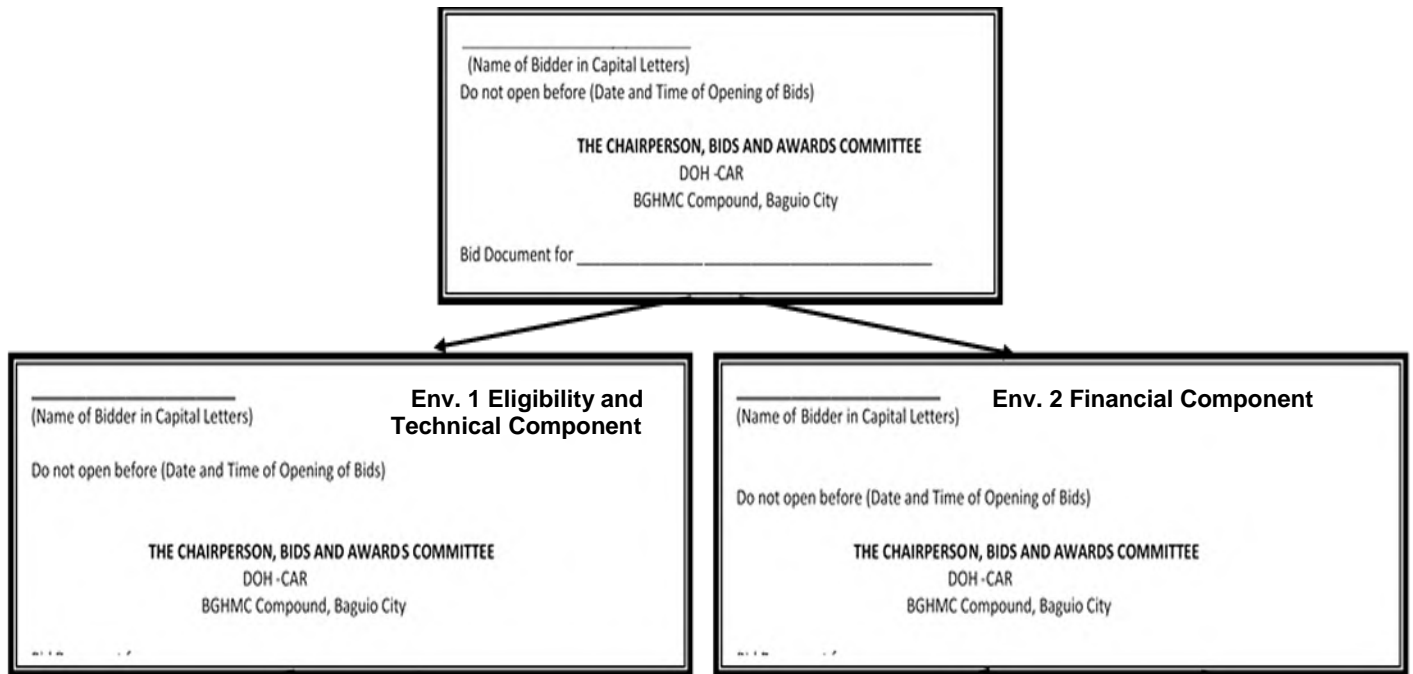 (Name of Bidder in Capital Letters)
Do not open before (Date and Time of Opening of Bids)
THE CHAIRPERSON, BIDS AND AWARDS COMMITTEE
DOH -CAR
BGHMC Compound, Baguio City
Bid Document for
Env. 1 Eligibility and
Technical Component
(Name of Bidder in Capital Letters)
Do not open before (Date and Time of Opening of Bids)
THE CHAIRPERSON, BIDS AND AWARDS COMMITTEE
DOH -CAR
BGHMC Compound, Baguio City
Env. 2 Financial Component
(Name of Bidder in Capital Letters)
Do not open before (Date and Time of Opening of Bids)
THE CHAIRPERSON, BIDS AND AWARDS COMMITTEE
DOH -CAR
BGHMC Compound, Baguio City